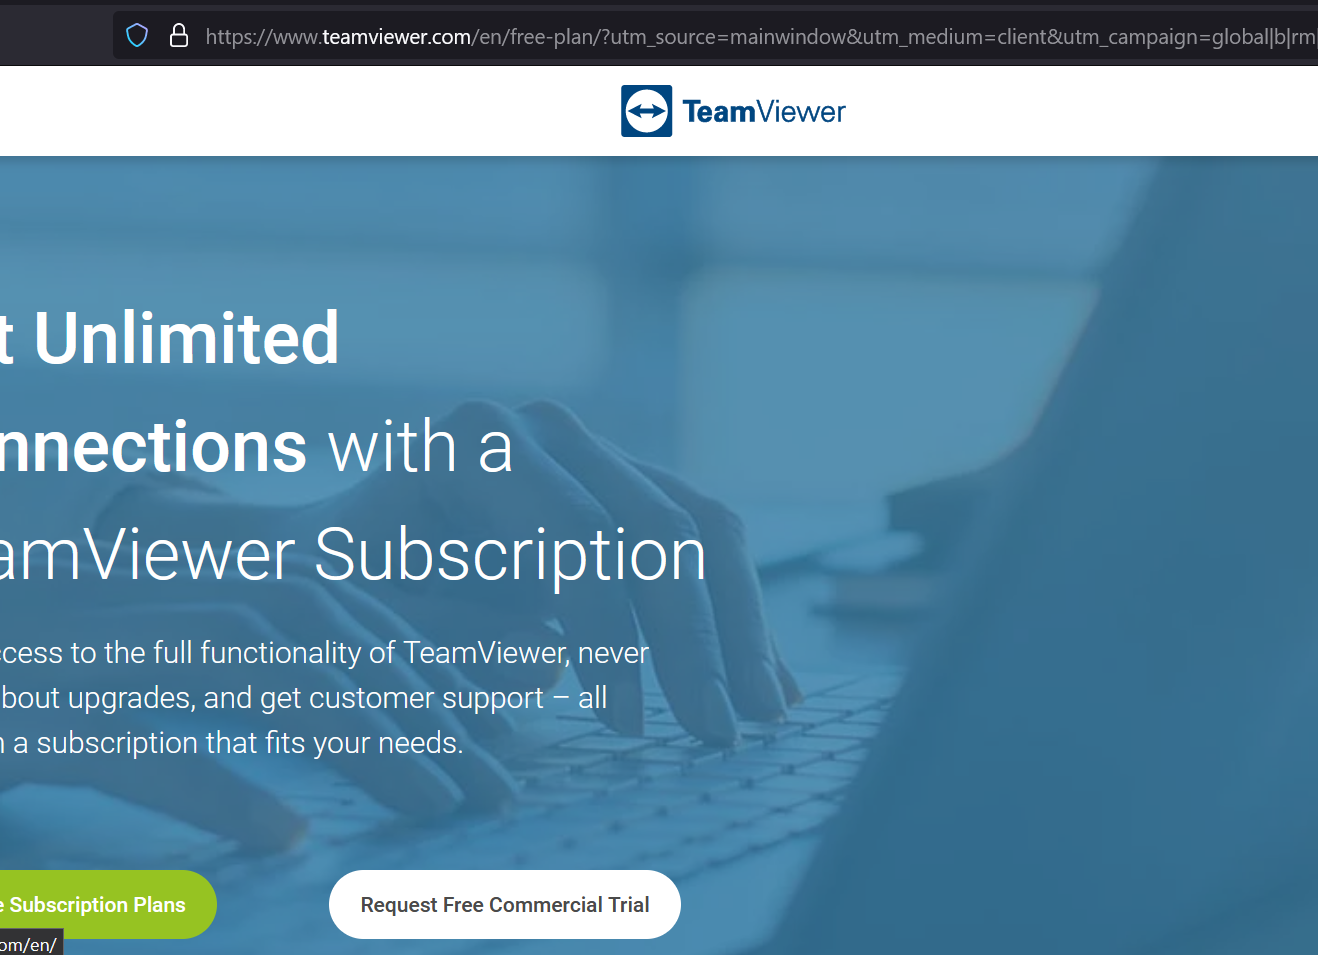 https://www.teamviewer.com/en/free-plan/?utm_source=mainwindow&utm_medium=client&utm_campaign=global|b|rm|
TeamViewer
t Unlimited
nnections with a
amViewer Subscription
ccess to the full functionality of TeamViewer, never
bout upgrades, and get customer support – all
n a subscription that fits your needs.
e Subscription Plans
Request Free Commercial Trial
om/en/